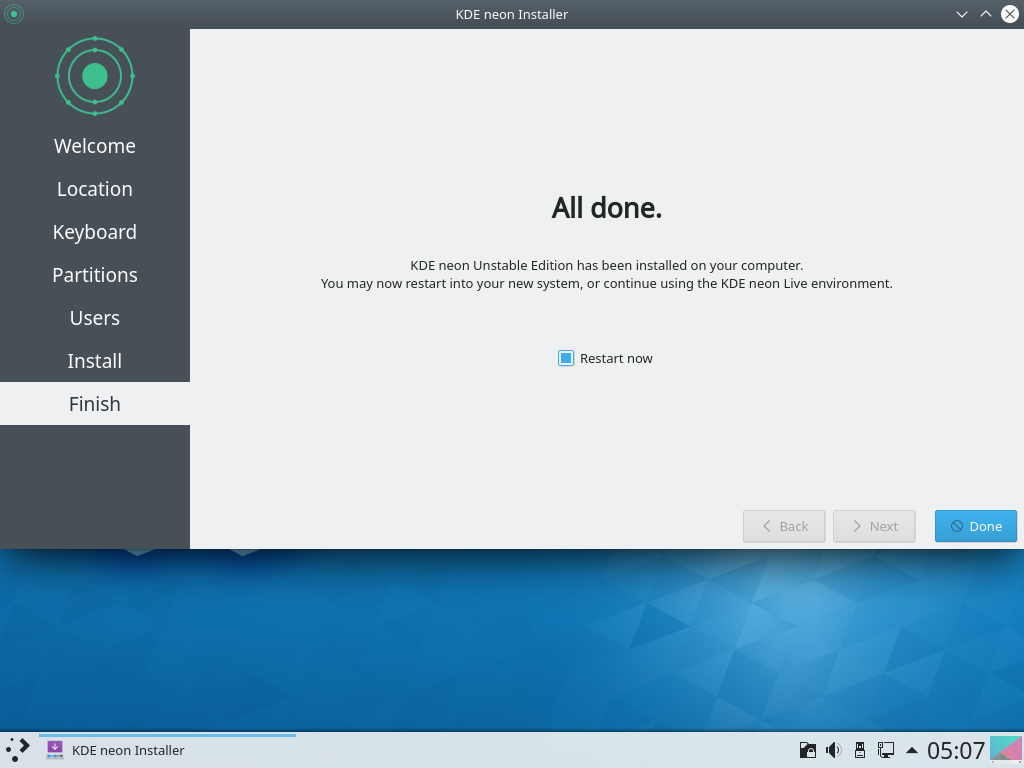 KDE neon Installer
Welcome
Location
Keyboard
Partitions
Users
Install
Finish
All done.
KDE neon Unstable Edition has been installed on your computer.
You may now restart into your new system, or continue using the KDE neon Live environment.
Restart now
Back
Next
Done
KDE neon Installer
05:07